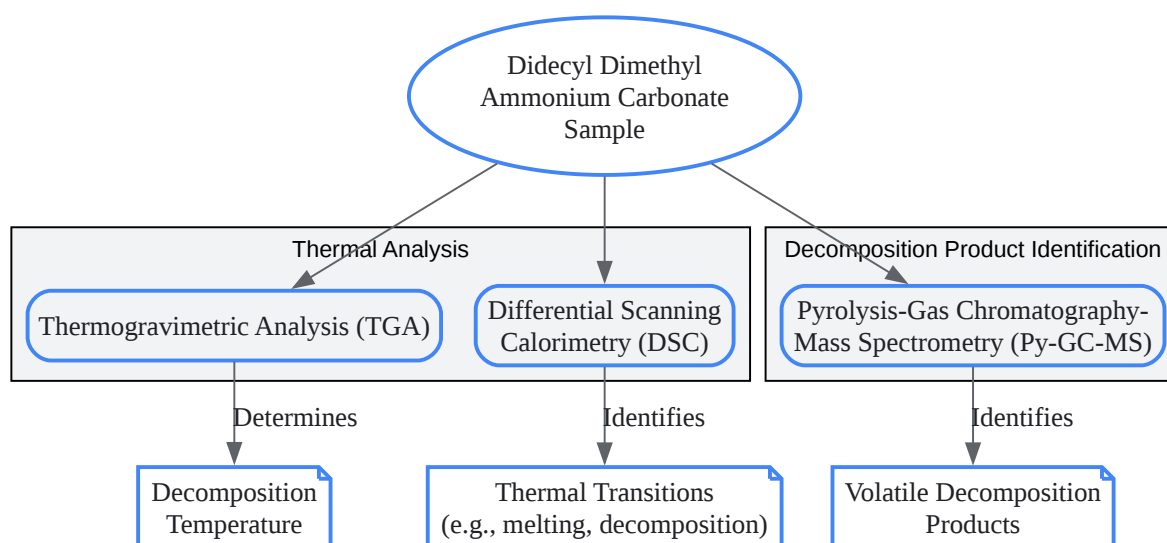 Didecyl Dimethyl
Ammonium Carbonate
Sample
Thermal Analysis
Decomposition Product Identification
Thermogravimetric Analysis (TGA)
Differential Scanning
Calorimetry (DSC)
Pyrolysis-Gas Chromatography-
Mass Spectrometry (Py-GC-MS)
Determines
Identifies
Identifies
Decomposition
Temperature
Thermal Transitions
(e.g., melting, decomposition)
Volatile Decomposition
Products